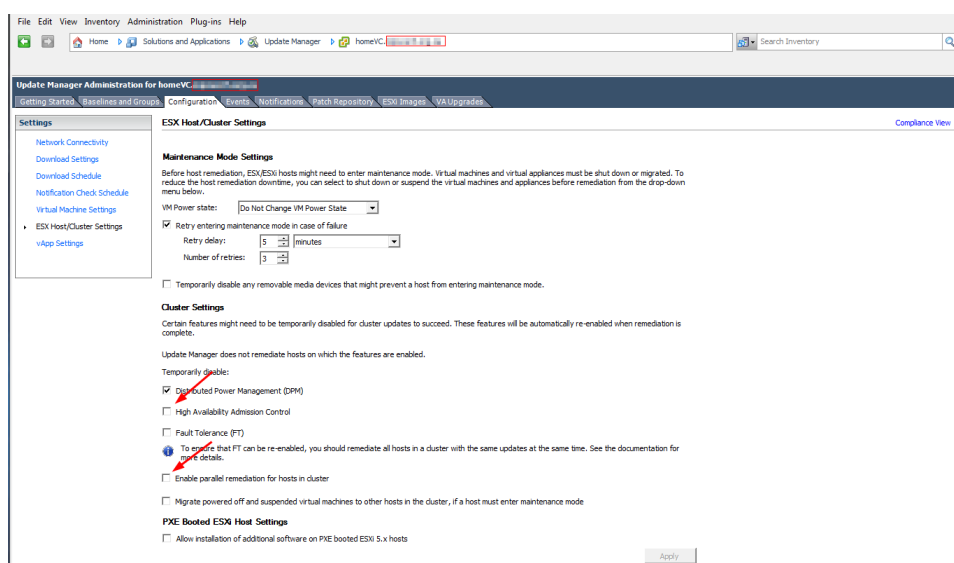 File Edit View Inventory Administration Plug-ins Help
Home Solutions and Applications Update Manager homeVC. Search Inventory
Update Manager Administration for homeVC
Getting Started Baselines and Groups Configuration Events Notifications Patch Repository ESXi Images VA Upgrades
Settings
Network Connectivity
Download Settings
Download Schedule
Notification Check Schedule
Virtual Machine Settings
ESX Host/Cluster Settings
vApp Settings
ESX Host/Cluster Settings
Compliance View
Maintenance Mode Settings
Before host remediation, ESX/ESXi hosts might need to enter maintenance mode. Virtual machines and virtual appliances must be shut down or migrated. To
reduce the host remediation downtime, you can select to shut down or suspend the virtual machines and appliances before remediation from the drop-down
menu below.
VM Power state: Do Not Change VM Power State
Retry entering maintenance mode in case of failure
Retry delay: 5 minutes
Number of retries: 3
Temporarily disable any removable media devices that might prevent a host from entering maintenance mode.
Cluster Settings
Certain features might need to be temporarily disabled for cluster updates to succeed. These features will be automatically re-enabled when remediation is
complete.
Update Manager does not remediate hosts on which the features are enabled.
Temporarily disable:
Distributed Power Management (DPM)
High Availability Admission Control
Fault Tolerance (FT)
To ensure that FT can be re-enabled, you should remediate all hosts in a cluster with the same updates at the same time. See the documentation for
more details.
Enable parallel remediation for hosts in cluster
Migrate powered off and suspended virtual machines to other hosts in the cluster, if a host must enter maintenance mode
PXE Booted ESXi Host Settings
Allow installation of additional software on PXE booted ESXi 5.x hosts
Apply